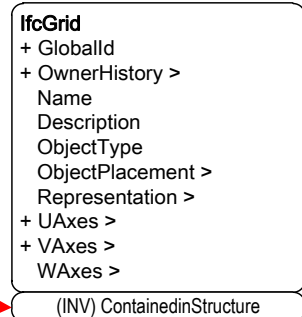 IfcGrid
+ GlobalId
+ OwnerHistory >
Name
Description
ObjectType
ObjectPlacement >
Representation >
+ UAxes >
+ VAxes >
WAxes >
(INV) ContainedinStructure